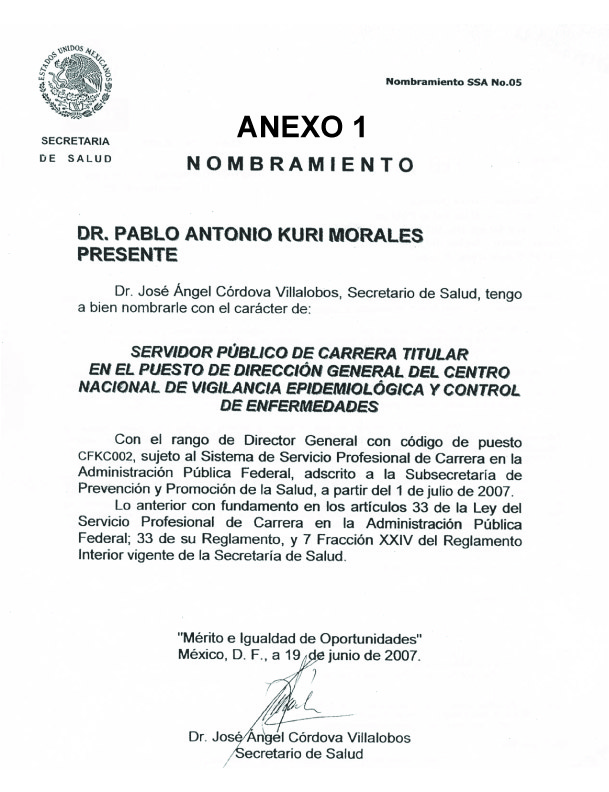 ESTADOS UNIDOS MEXICANOS
Nombramiento SSA No.05
ANEXO 1
SECRETARIA
DE SALUD
NOMBRAMIENTO
DR. PABLO ANTONIO KURI MORALES
PRESENTE
Dr. José Ángel Córdova Villalobos, Secretario de Salud, tengo
a bien nombrarle con el carácter de:
SERVIDOR PÚBLICO DE CARRERA TITULAR
EN EL PUESTO DE DIRECCIÓN GENERAL DEL CENTRO
NACIONAL DE VIGILANCIA EPIDEMIOLÓGICA Y CONTROL
DE ENFERMEDADES
Con el rango de Director General con código de puesto
CFKC002, sujeto al Sistema de Servicio Profesional de Carrera en la
Administración Pública Federal, adscrito a la Subsecretaría de
Prevención y Promoción de la Salud, a partir del 1 de julio de 2007.
Lo anterior con fundamento en los artículos 33 de la Ley del
Servicio Profesional de Carrera en la Administración Pública
Federal; 33 de su Reglamento, y 7 Fracción XXIV del Reglamento
Interior vigente de la Secretaría de Salud.
"Mérito e Igualdad de Oportunidades"
México, D. F., a 19 de junio de 2007.
Dr. José Ángel Córdova Villalobos
Secretario de Salud